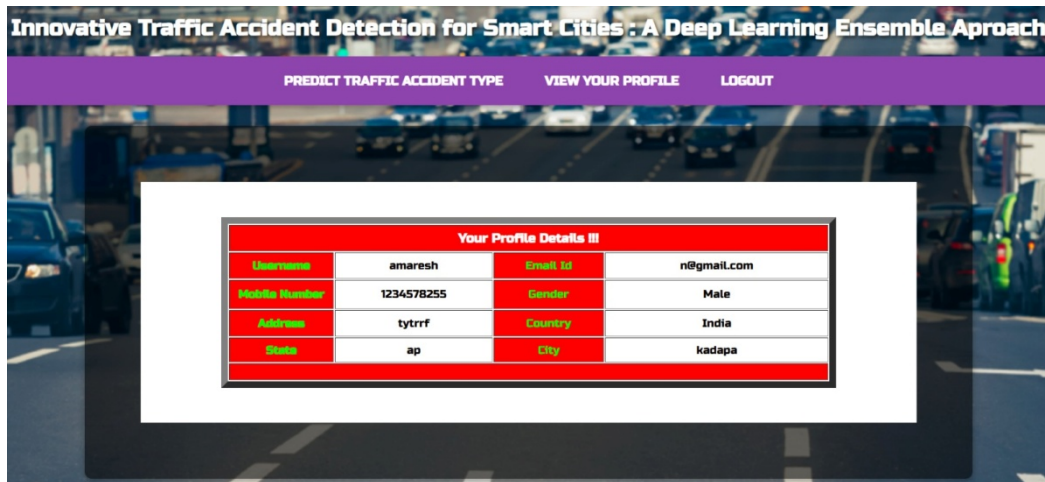 Innovative Traffic Accident Detection for Smart Cities : A Deep Learning Ensemble Aproach
PREDICT TRAFFIC ACCIDENT TYPE VIEW YOUR PROFILE LOGOUT
Your Profile Details !!!
Username amaresh Email Id n@gmail.com
Mobile Number 1234578255 Gender Male
Address tytrrf Country India
State ap City kadapa